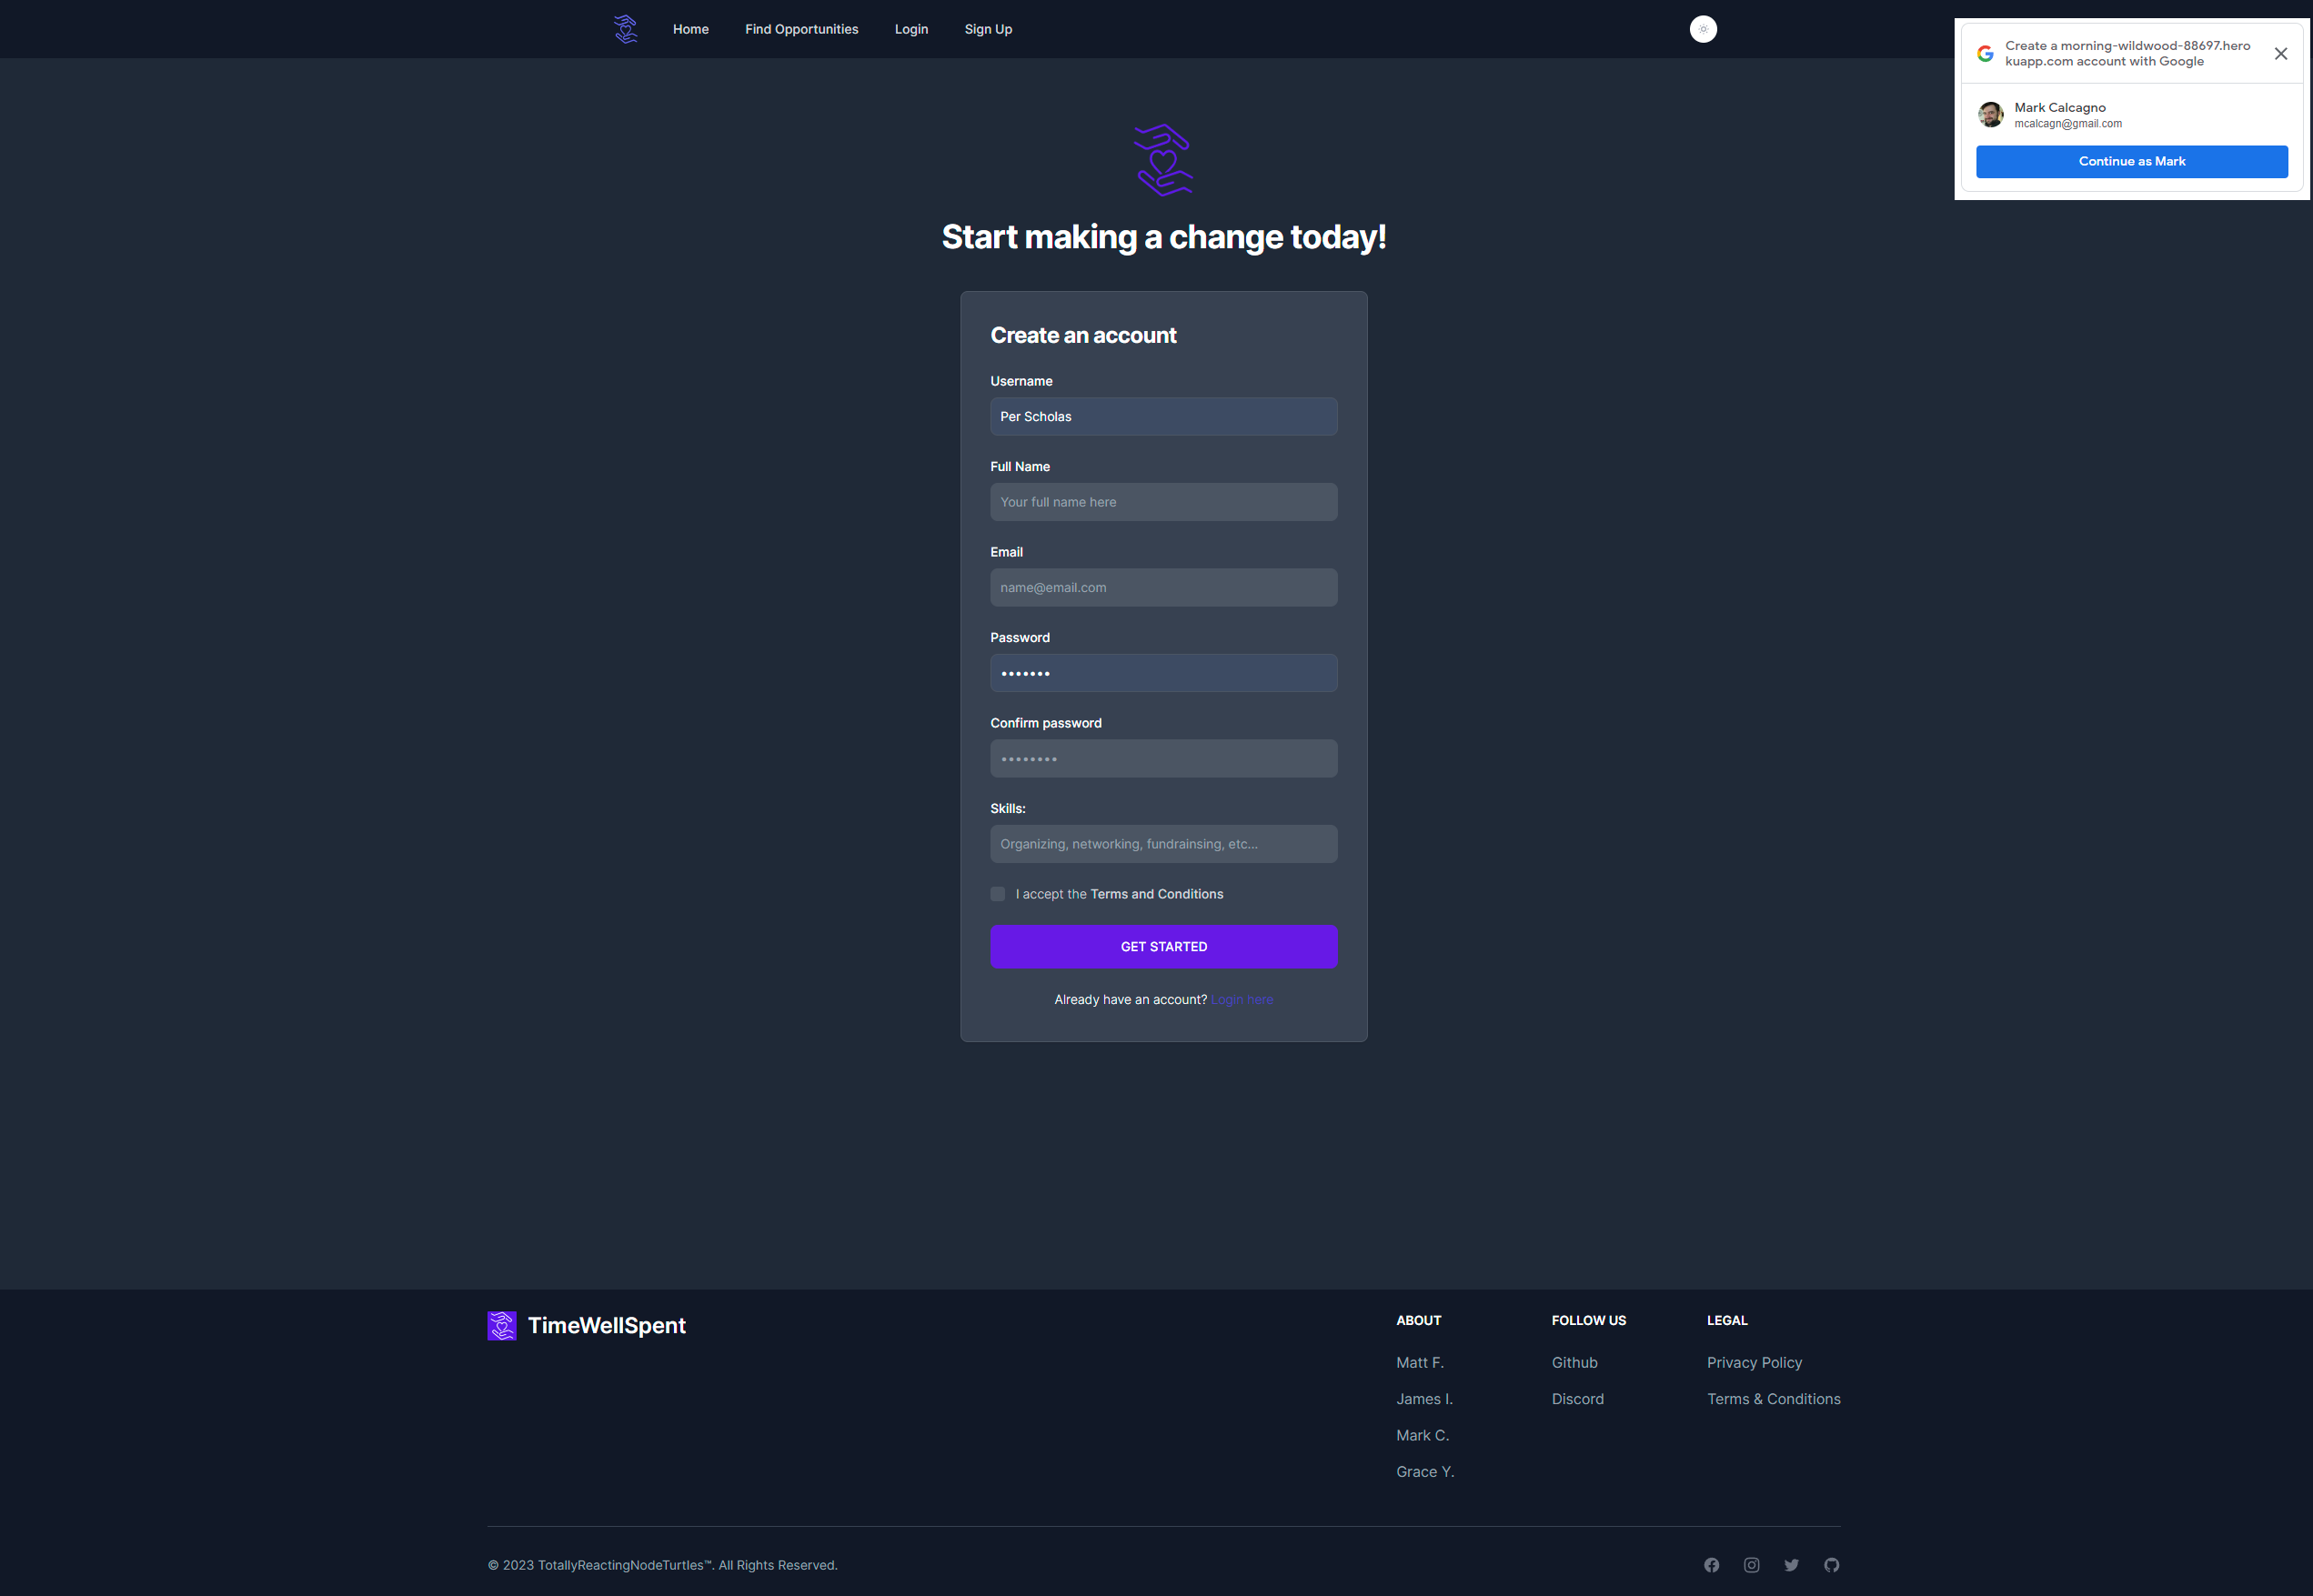 Home Find Opportunities Login Sign Up
Create a morning-wildwood-88697.hero
kuapp.com account with Google
Mark Calcagno
mcalcagn@gmail.com
Continue as Mark
Start making a change today!
Create an account
Username
Per Scholas
Full Name
Your full name here
Email
name@email.com
Password
•••••••
Confirm password
••••••••
Skills:
Organizing, networking, fundrainsing, etc...
I accept the Terms and Conditions
GET STARTED
Already have an account? Login here
TimeWellSpent
ABOUT
Matt F.
James I.
Mark C.
Grace Y.
FOLLOW US
Github
Discord
LEGAL
Privacy Policy
Terms & Conditions
© 2023 TotallyReactingNodeTurtles™. All Rights Reserved.